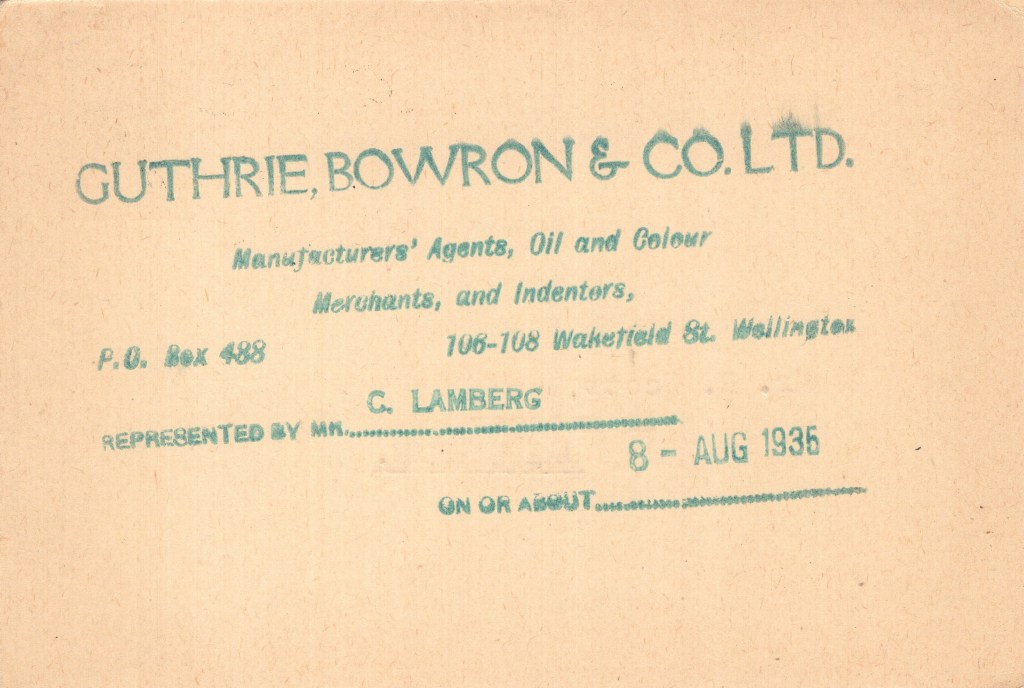 GUTHRIE, BOWRON & CO. LTD.
Manufacturers' Agents, Oil and Colour
Merchants, and Indentors,
P.O. Box 488 106-108 Wakefield St. Wellington
C. LAMBERG
REPRESENTED BY MR.
8 - AUG 1935
ON OR ABOUT